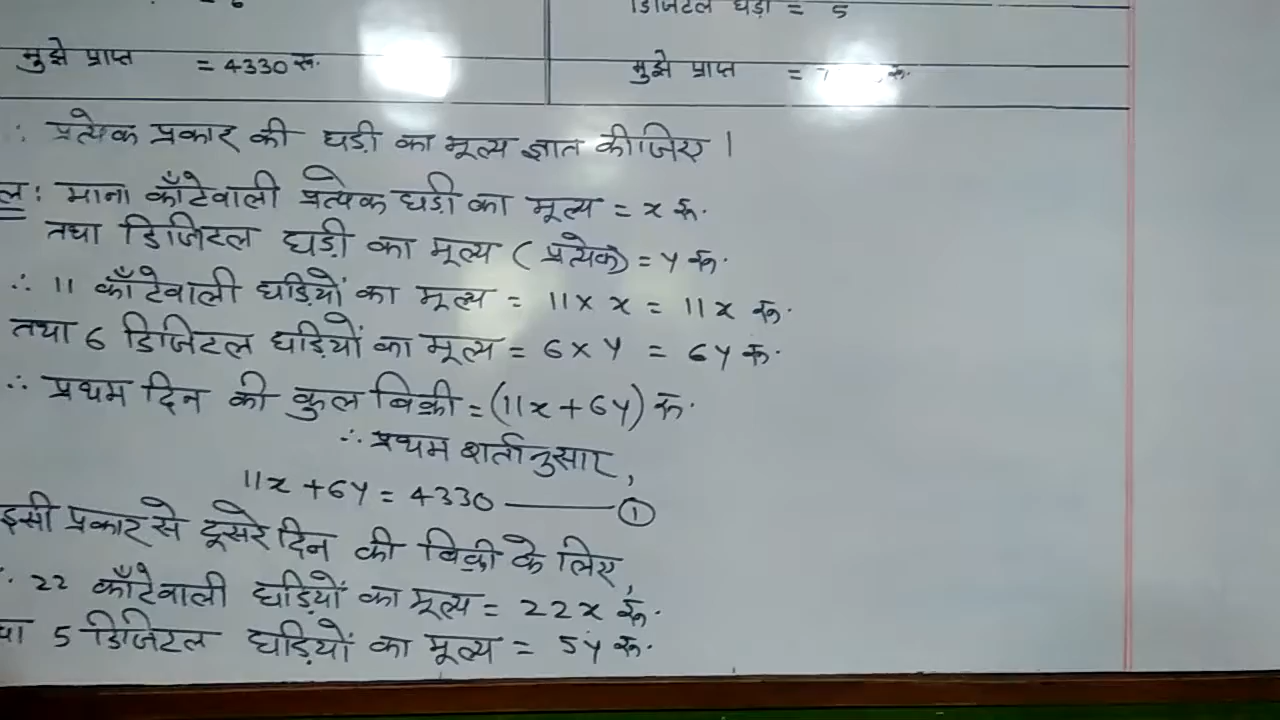 = 6
डिजिटल घड़ी = 5
मुझे प्राप्त = 4330 रू.
मुझे प्राप्त = रू.
∴ प्रत्येक प्रकार की घड़ी का मूल्य ज्ञात कीजिए।
ल: माना काँटेवाली प्रत्येक घड़ी का मूल्य = x रू.
तथा डिजिटल घड़ी का मूल्य (प्रत्येक) = y रू.
∴ 11 काँटेवाली घड़ियों का मूल्य = 11 × x = 11x रू.
तथा 6 डिजिटल घड़ियों का मूल्य = 6 × y = 6y रू.
∴ प्रथम दिन की कुल बिक्री = (11x + 6y) रू.
∴ प्रथम शर्तानुसार,
11x + 6y = 4330 —— ①
इसी प्रकार से दूसरे दिन की बिक्री के लिए,
∴ 22 काँटेवाली घड़ियों का मूल्य = 22x रू.
था 5 डिजिटल घड़ियों का मूल्य = 5y रू.